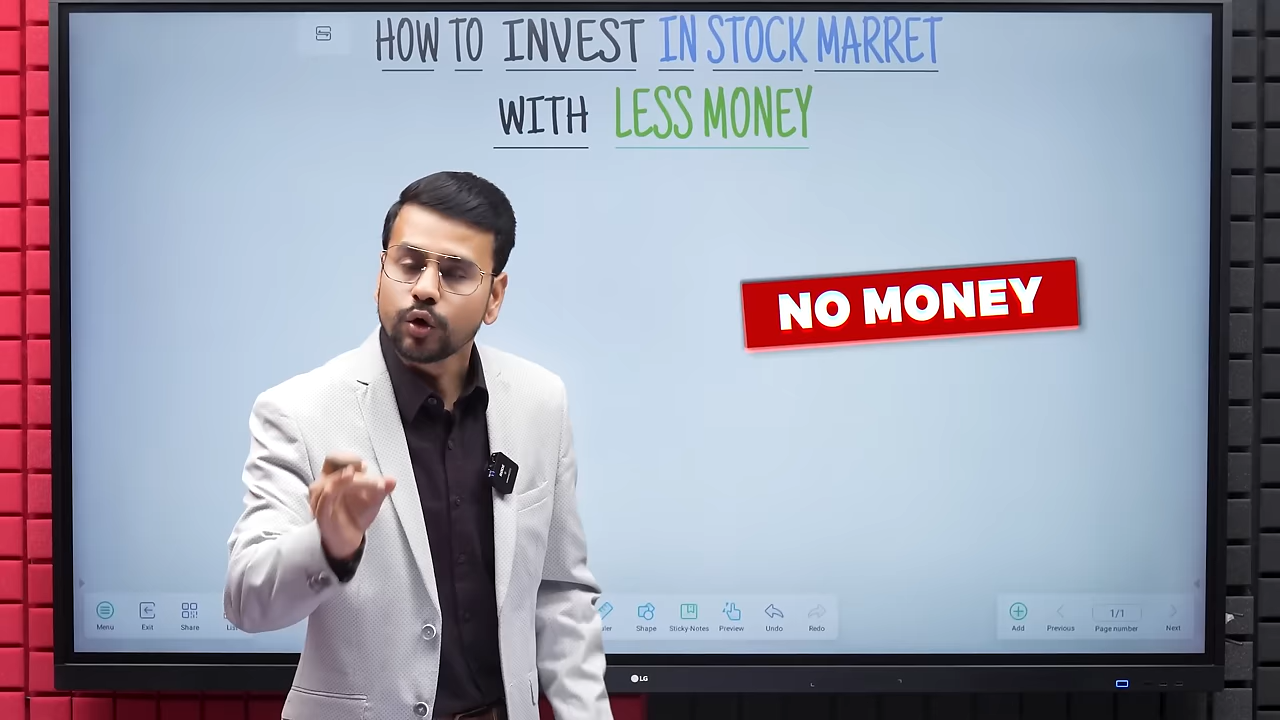 HOW TO INVEST IN STOCK MARRET
WITH LESS MONEY
NO MONEY
Menu Exit Share Shape Sticky Notes Preview Undo Redo Add Previous 1/1 Page number Next
LG